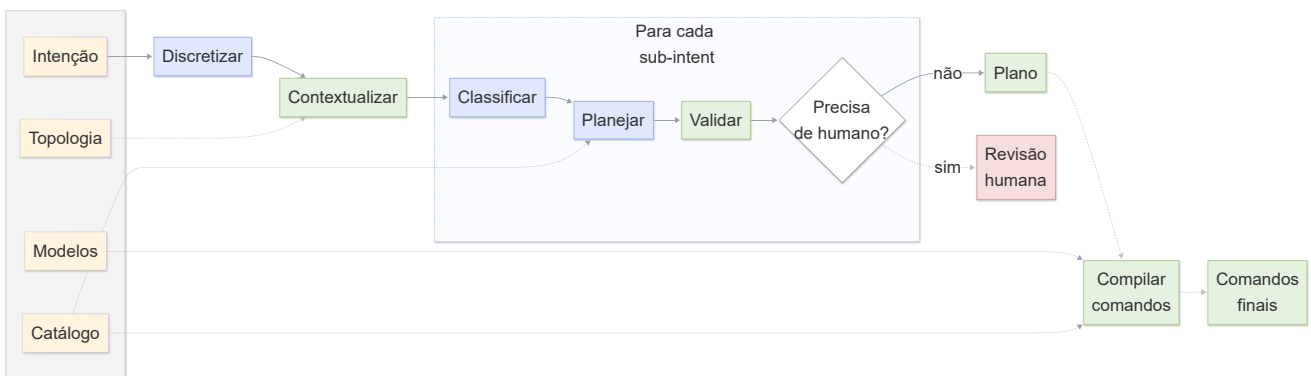 Intenção
Topologia
Modelos
Catálogo
Discretizar
Contextualizar
Para cada
sub-intent
Classificar
Planejar
Validar
Precisa
de humano?
não
sim
Plano
Revisão
humana
Compilar
comandos
Comandos
finais